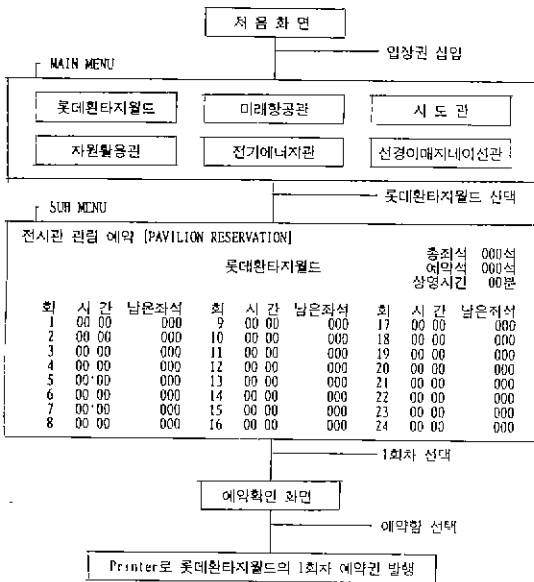 처 음 화 면
입장권 삽입
MAIN MENU
롯데환타지월드 미래항공관 시 도 관
자원활용관 전기에너지관 선경이매지네이션관
롯데환타지월드 선택
SUB MENU
전시관 관람 예약 [PAVILION RESERVATION]
총좌석 000석
롯데환타지월드 예약석 000석
상영시간 00분
회 시 간 남은좌석 회 시 간 남은좌석 회 시 간 남은좌석
1 00 00 000 9 00 00 000 17 00 00 000
2 00 00 000 10 00 00 000 18 00 00 000
3 00 00 000 11 00 00 000 19 00 00 000
4 00 00 000 12 00 00 000 20 00 00 000
5 00 00 000 13 00 00 000 21 00 00 000
6 00 00 000 14 00 00 000 22 00 00 000
7 00 00 000 15 00 00 000 23 00 00 000
8 00 00 000 16 00 00 000 24 00 00 000
1회차 선택
예약확인 화면
예약함 선택
Printer로 롯데환타지월드의 1회차 예약권 발행